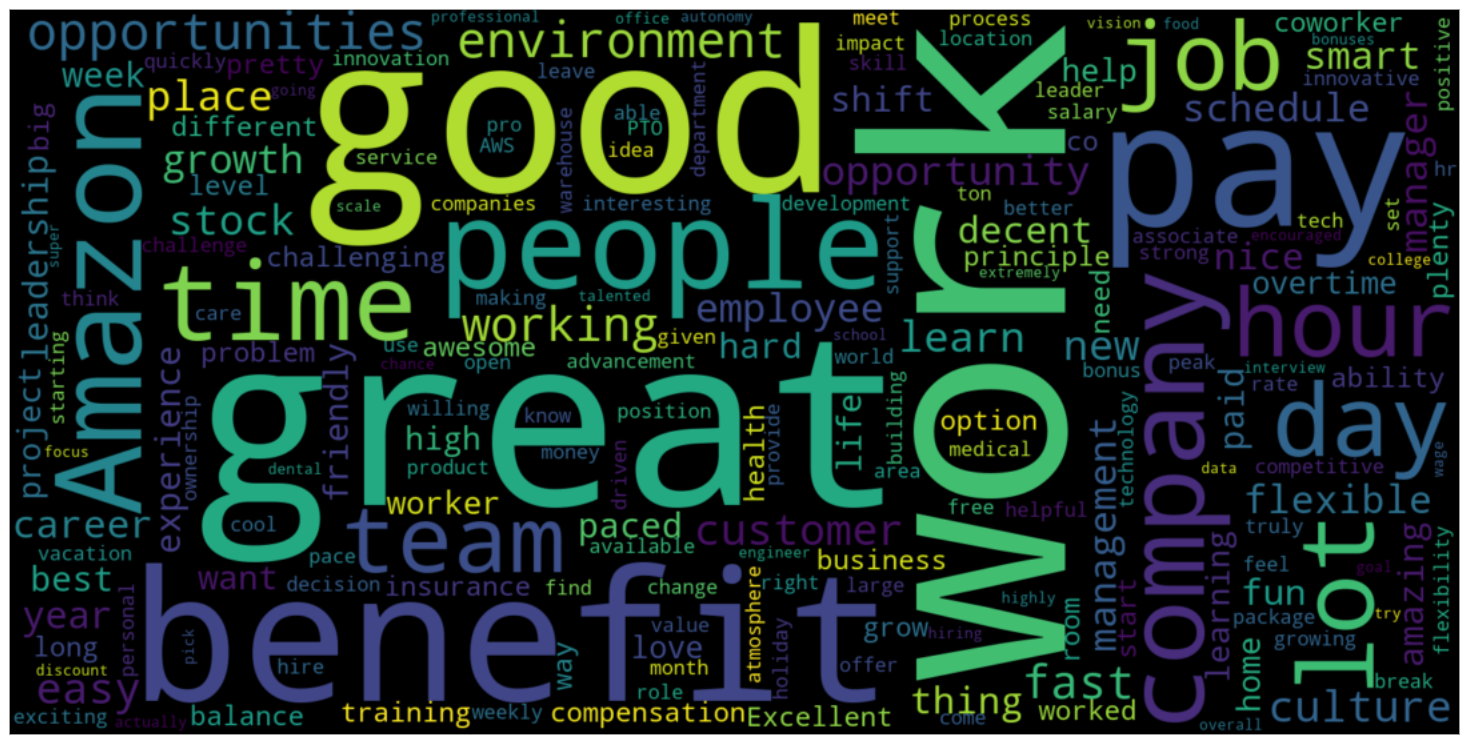 professional
office
autonomy
meet
process
vision
food
coworker
opportunities
environment
impact
location
job
bonuses
smart
positive
quickly
pretty
innovation
good
leave
skill
work
help
leader
innovative
week
going
place
able
department
shift
salary
schedule
big
Amazon
different
pro
PTO
AWS
idea
warehouse
co
pay
manager
hr
growth
service
opportunity
level
companies
interesting
development
ton
better
tech
set
plenty
leadership
stock
scale
people
decent
associate
encouraged
challenge
super
challenging
support
principle
strong
nice
college
extremely
think
time
making
talented
employee
need
overtime
company
hour
care
working
given
school
learn
new
project
starting
problem
use
awesome
hard
world
open
advancement
chance
bonus
peak
interview
rate
ability
experience
friendly
great
willing
know
position
health
provide
life
building
option
paid
day
focus
ownership
high
money
medical
management
technology
dental
product
driven
area
data
competitive
wage
worker
free
helpful
flexible
career
cool
team
paced
customer
truly
lot
amazing
vacation
pace
available
engineer
business
learning
feel
goal
flexibility
best
want
decision
insurance
find
change
right
large
highly
start
fun
year
personal
benefit
atmosphere
package
try
long
pick
value
love
grow
hiring
room
growing
discount
hire
way
month
holiday
offer
home
break
easy
role
thing
fast
culture
exciting
actually
balance
training
weekly
compensation
Excellent
come
worked
overall